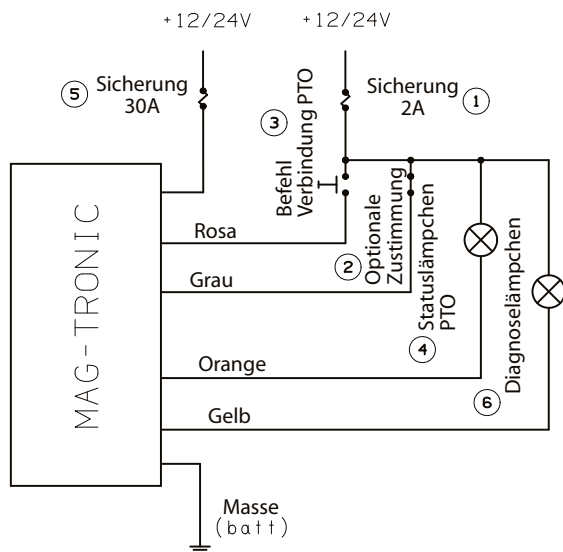 +12/24V
+12/24V
5
Sicherung
30A
3
Sicherung
2A
1
Befehl
Verbindung PTO
MAG-TRONIC
Rosa
2
Optionale
Zustimmung
Grau
Statuslämpchen
PTO
4
Diagnoselämpchen
6
Orange
Gelb
Masse
(batt)